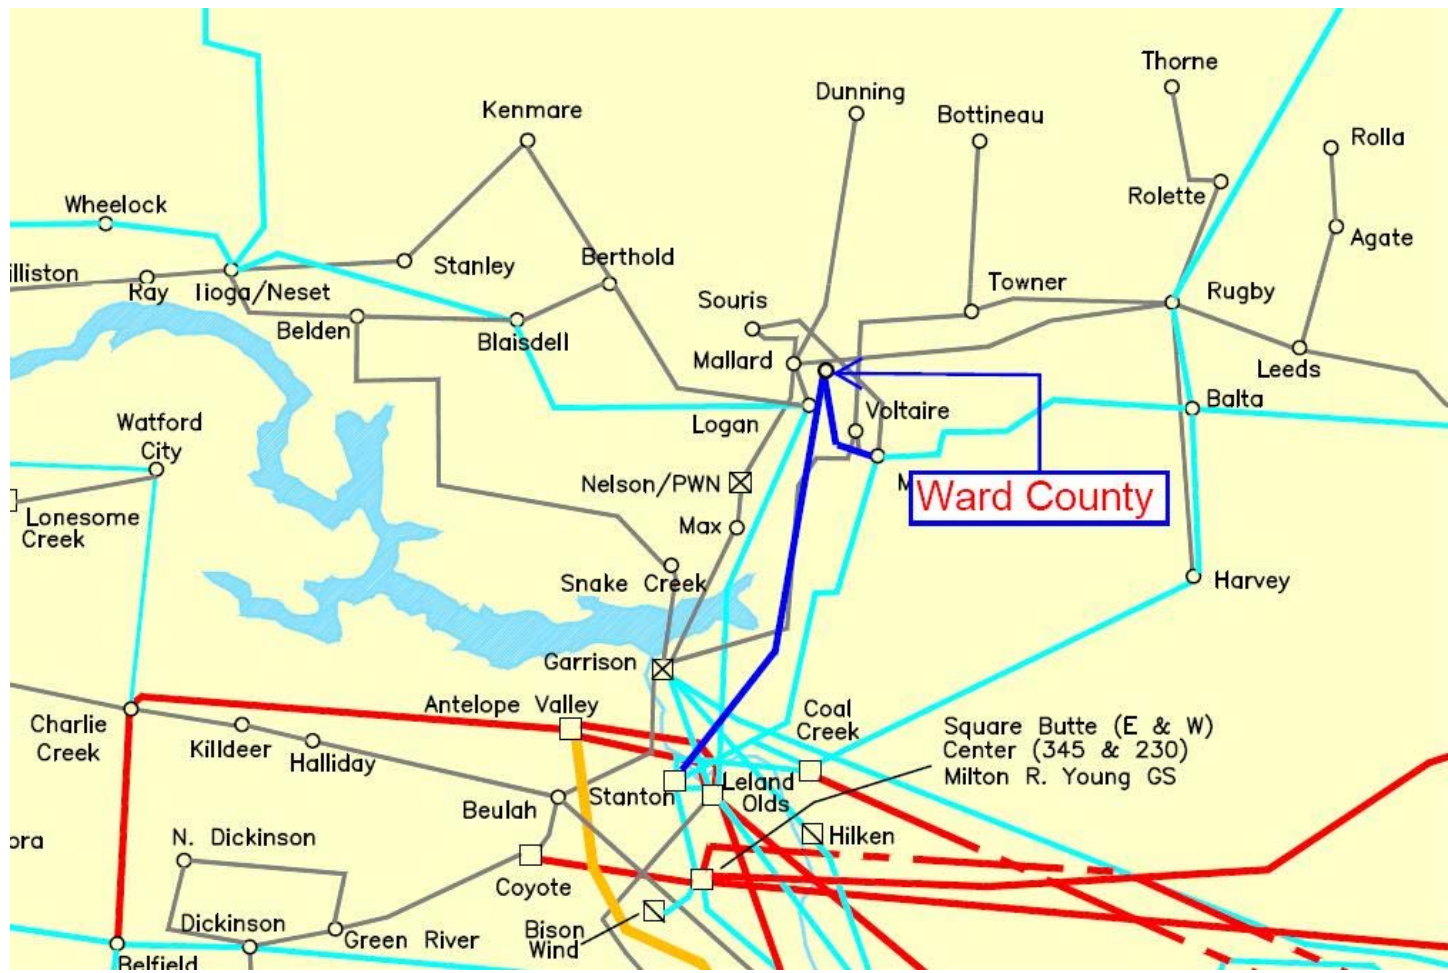 Thorne
Dunning
Kenmare
Bottineau
Rolla
Rolette
Wheelock
Agate
Berthold
Stanley
illiston
Ray
Tioga/Neset
Towner
Rugby
Souris
Belden
Blaisdell
Mallard
Leeds
Balta
Voltaire
Logan
Watford
City
Nelson/PWN
M
Ward County
Lonesome
Creek
Max
Snake Creek
Harvey
Garrison
Antelope Valley
Charlie
Creek
Coal
Creek
Killdeer
Halliday
Square Butte (E & W)
Center (345 & 230)
Milton R. Young GS
Stanton
Leland
Olds
Beulah
Hilken
ora
N. Dickinson
Coyote
Dickinson
Green River
Bison
Wind
Belfield